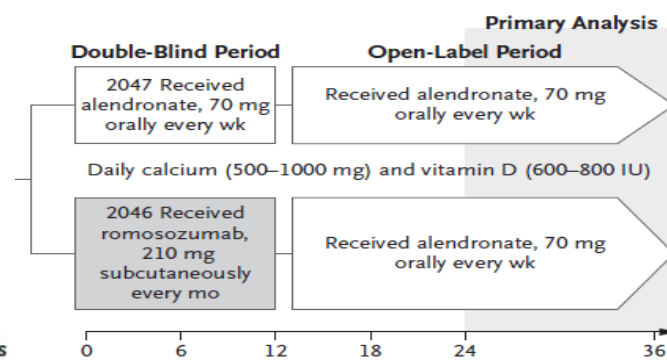 Primary Analysis
Double-Blind Period
Open-Label Period
2047 Received
alendronate, 70 mg
orally every wk
Received alendronate, 70 mg
orally every wk
Daily calcium (500–1000 mg) and vitamin D (600–800 IU)
2046 Received
romosozumab,
210 mg
subcutaneously
every mo
Received alendronate, 70 mg
orally every wk
s 0 6 12 18 24 36